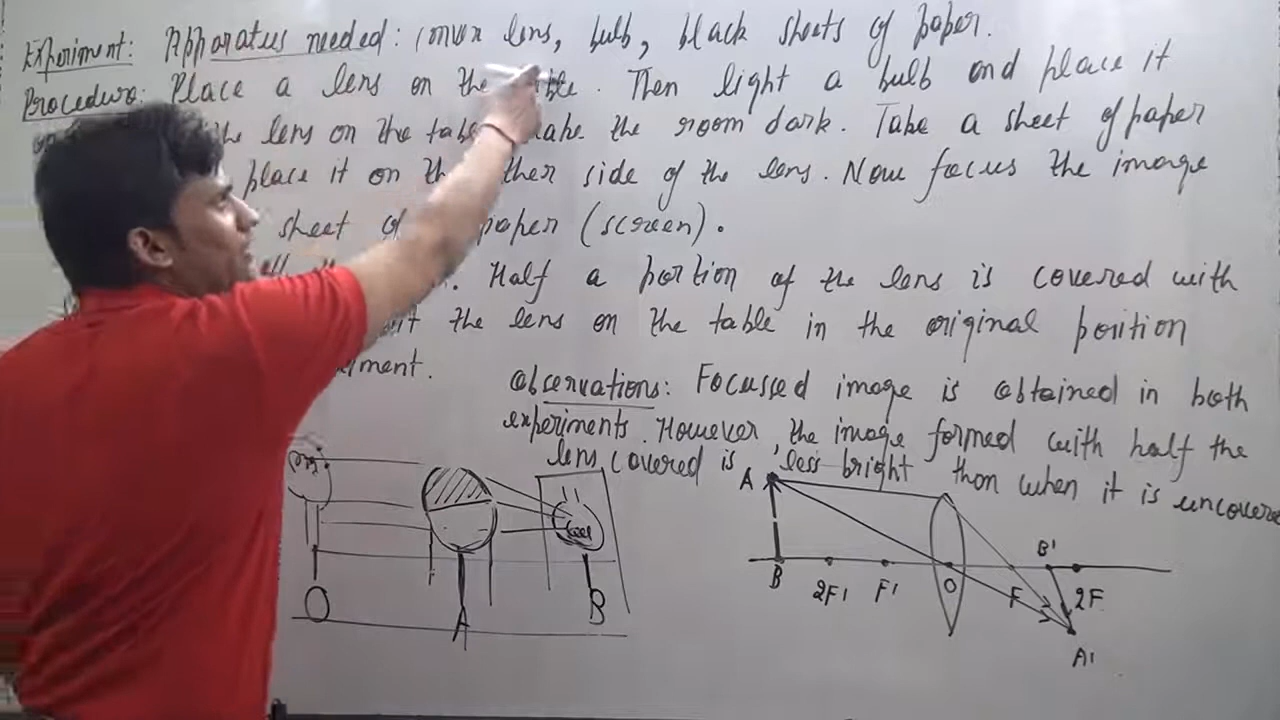 Experiment: Apparatus needed: convex lens, bulb, black sheets of paper.
Procedure: Place a lens on the table. Then light a bulb and place it
the lens on the table make the room dark. Take a sheet of paper
place it on the other side of the lens. Now focus the image
sheet of paper (screen).
Half a portion of the lens is covered with
the lens on the table in the original position
Observations: Focussed image is obtained in both
experiments. However, the image formed with half the
lens covered is less bright than when it is uncovered
A
B
2F'
F'
O
F
B'
2F
A'
O
A
B